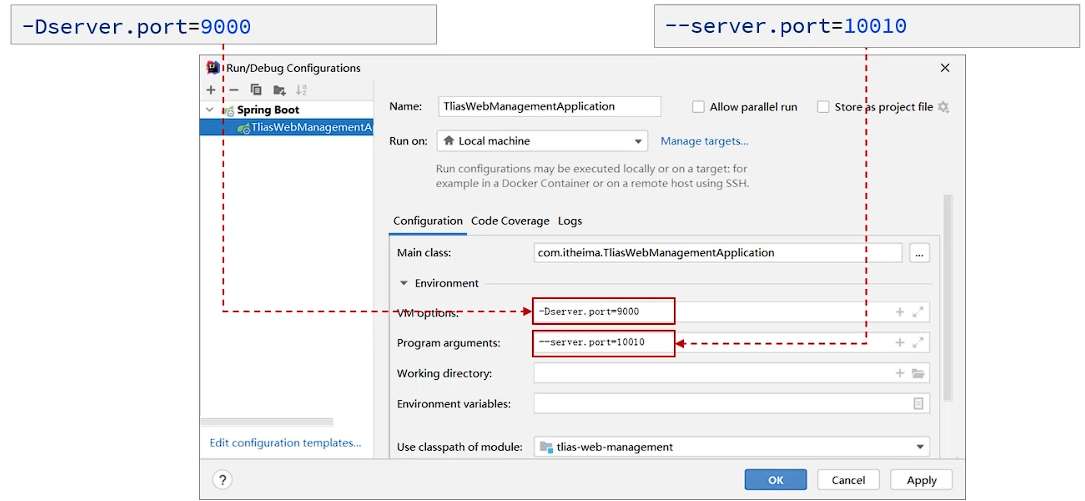 -Dserver.port=9000
--server.port=10010
Run/Debug Configurations
Spring Boot
TliasWebManagementA
Edit configuration templates...
Name: TliasWebManagementApplication
Allow parallel run
Store as project file
Run on: Local machine
Manage targets...
Run configurations may be executed locally or on a target: for
example in a Docker Container or on a remote host using SSH.
Configuration Code Coverage Logs
Main class: com.itheima.TliasWebManagementApplication ...
Environment
VM options: -Dserver.port=9000
Program arguments: --server.port=10010
Working directory:
Environment variables:
Use classpath of module: tlias-web-management
? OK Cancel Apply